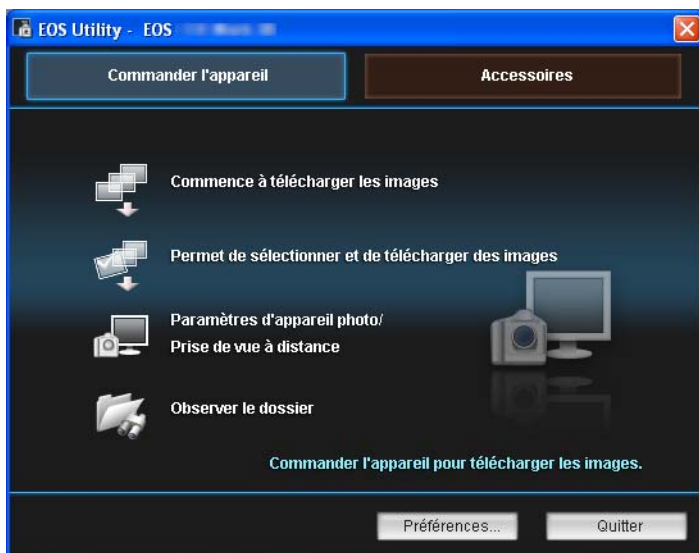 EOS Utility - EOS
Commander l'appareil
Accessoires
Commence à télécharger les images
Permet de sélectionner et de télécharger des images
Paramètres d'appareil photo/
Prise de vue à distance
Observer le dossier
Commander l'appareil pour télécharger les images.
Préférences...
Quitter